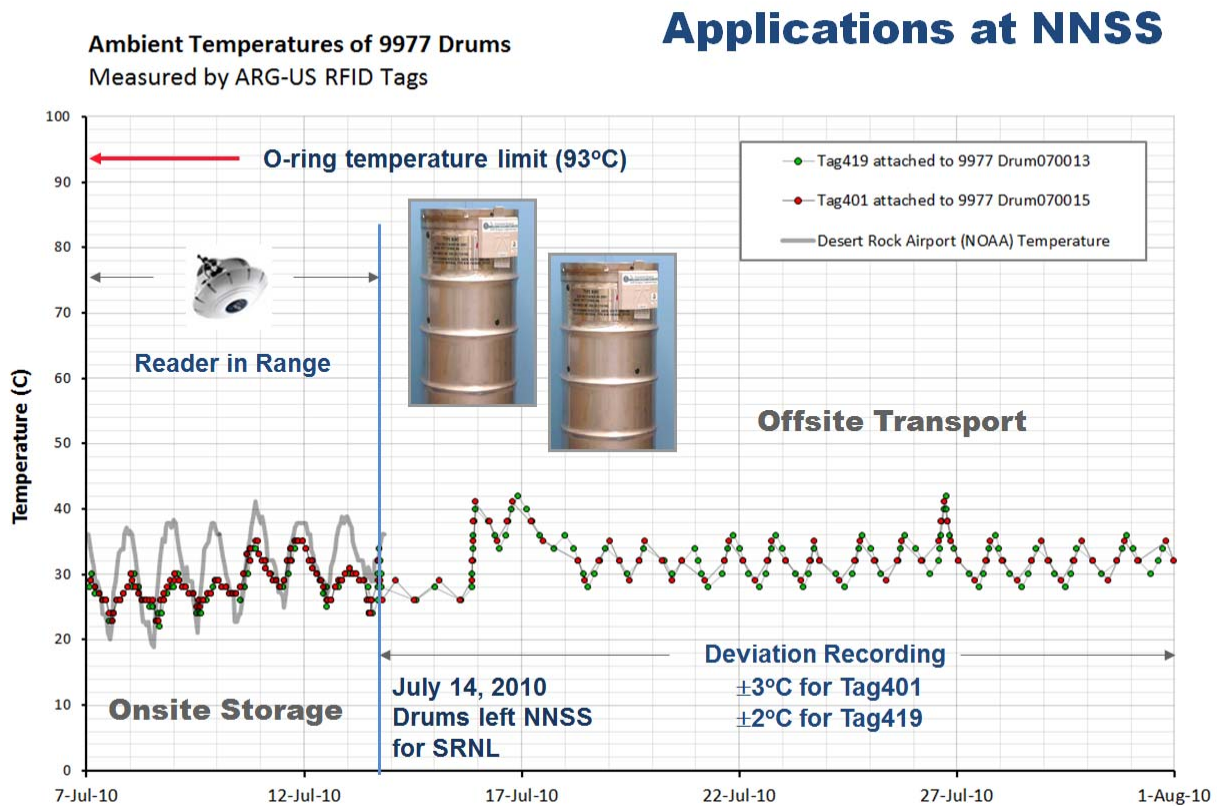 Applications at NNSS
Ambient Temperatures of 9977 Drums
Measured by ARG-US RFID Tags
100
90
80
70
60
50
40
30
20
10
0
Temperature (C)
O-ring temperature limit (93°C)
Tag419 attached to 9977 Drum070013
Tag401 attached to 9977 Drum070015
Desert Rock Airport (NOAA) Temperature
Reader in Range
Offsite Transport
Deviation Recording
±3°C for Tag401
±2°C for Tag419
July 14, 2010
Drums left NNSS
for SRNL
Onsite Storage
7-Jul-10
12-Jul-10
17-Jul-10
22-Jul-10
27-Jul-10
1-Aug-10